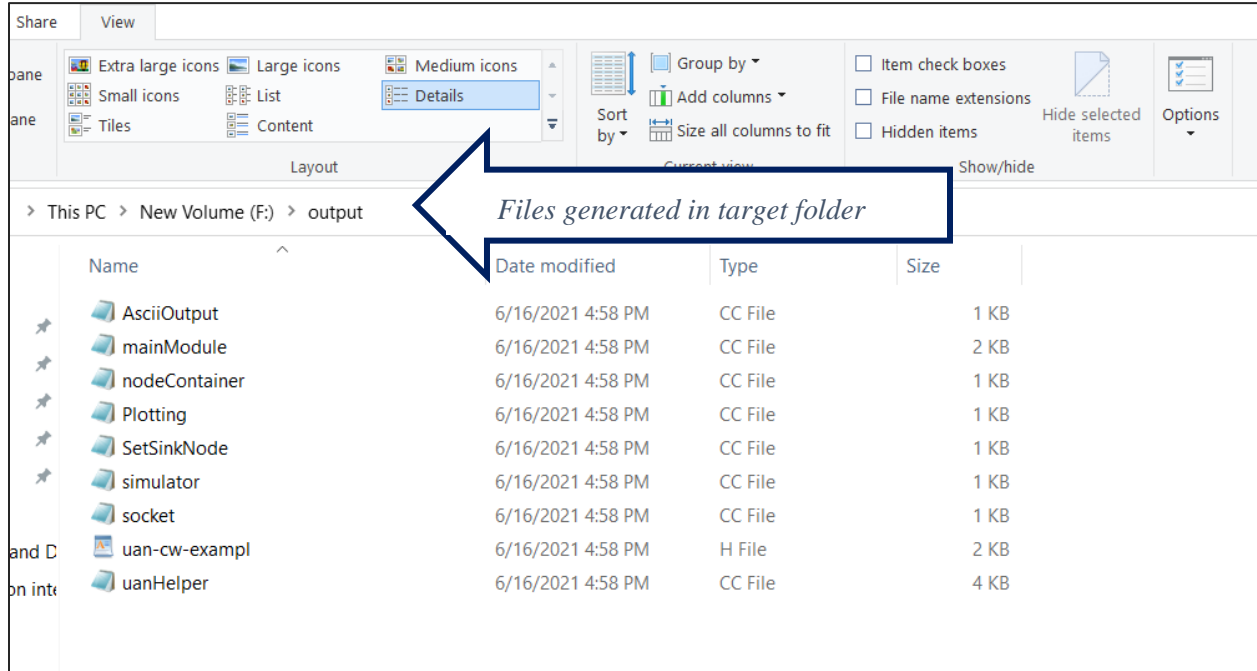 Share View
pane Extra large icons Large icons Medium icons
Small icons List Details
ane Tiles Content
Layout
Sort by
Group by
Add columns
Size all columns to fit
Current view
Item check boxes
File name extensions
Hidden items
Hide selected items
Show/hide
Options
> This PC > New Volume (F:) > output
Files generated in target folder
Name Date modified Type Size
AsciiOutput 6/16/2021 4:58 PM CC File 1 KB
mainModule 6/16/2021 4:58 PM CC File 2 KB
nodeContainer 6/16/2021 4:58 PM CC File 1 KB
Plotting 6/16/2021 4:58 PM CC File 1 KB
SetSinkNode 6/16/2021 4:58 PM CC File 1 KB
simulator 6/16/2021 4:58 PM CC File 1 KB
socket 6/16/2021 4:58 PM CC File 1 KB
and D uan-cw-exampl 6/16/2021 4:58 PM H File 2 KB
on inte uanHelper 6/16/2021 4:58 PM CC File 4 KB